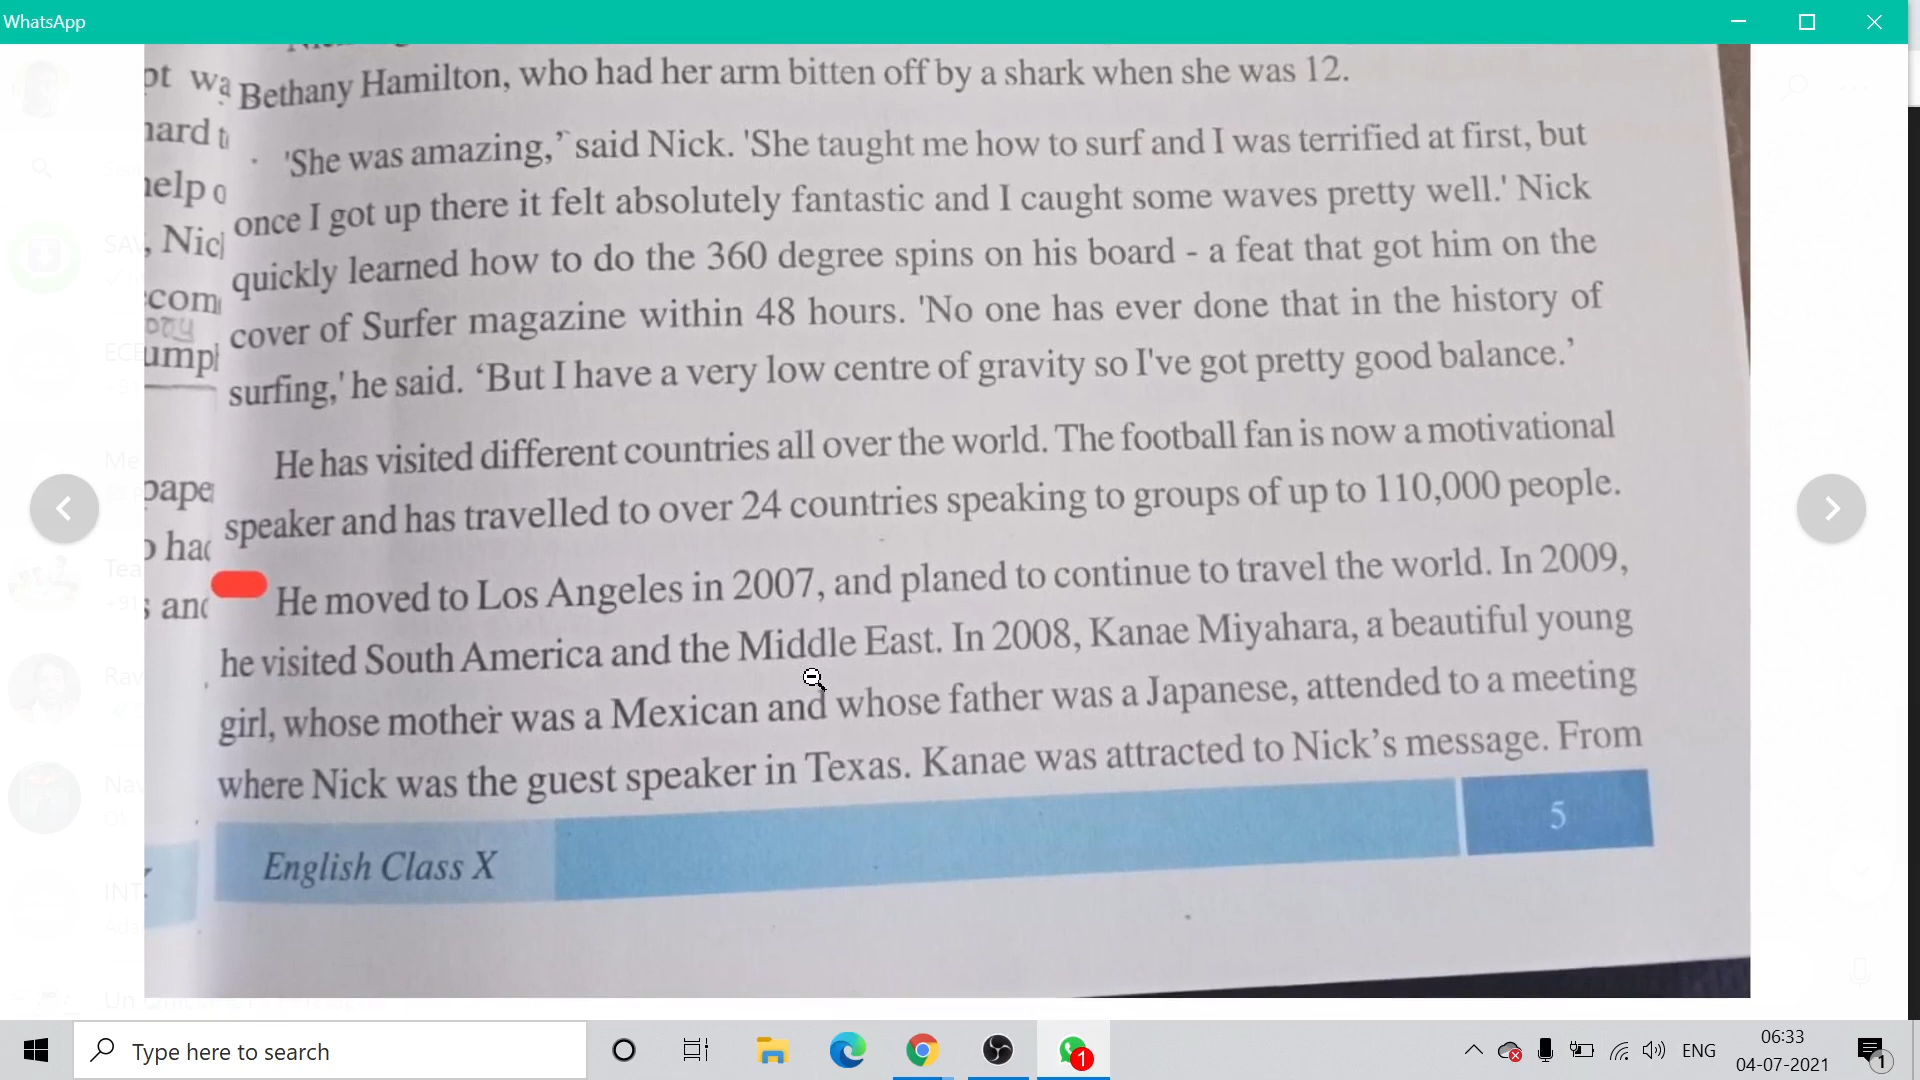 WhatsApp
Bethany Hamilton, who had her arm bitten off by a shark when she was 12.
'She was amazing,' said Nick. 'She taught me how to surf and I was terrified at first, but
once I got up there it felt absolutely fantastic and I caught some waves pretty well.' Nick
quickly learned how to do the 360 degree spins on his board - a feat that got him on the
cover of Surfer magazine within 48 hours. 'No one has ever done that in the history of
surfing,' he said. ‘But I have a very low centre of gravity so I've got pretty good balance.’
He has visited different countries all over the world. The football fan is now a motivational
speaker and has travelled to over 24 countries speaking to groups of up to 110,000 people.
He moved to Los Angeles in 2007, and planed to continue to travel the world. In 2009,
he visited South America and the Middle East. In 2008, Kanae Miyahara, a beautiful young
girl, whose mother was a Mexican and whose father was a Japanese, attended to a meeting
where Nick was the guest speaker in Texas. Kanae was attracted to Nick’s message. From
English Class X
5
Type here to search
1
ENG
06:33
04-07-2021
1